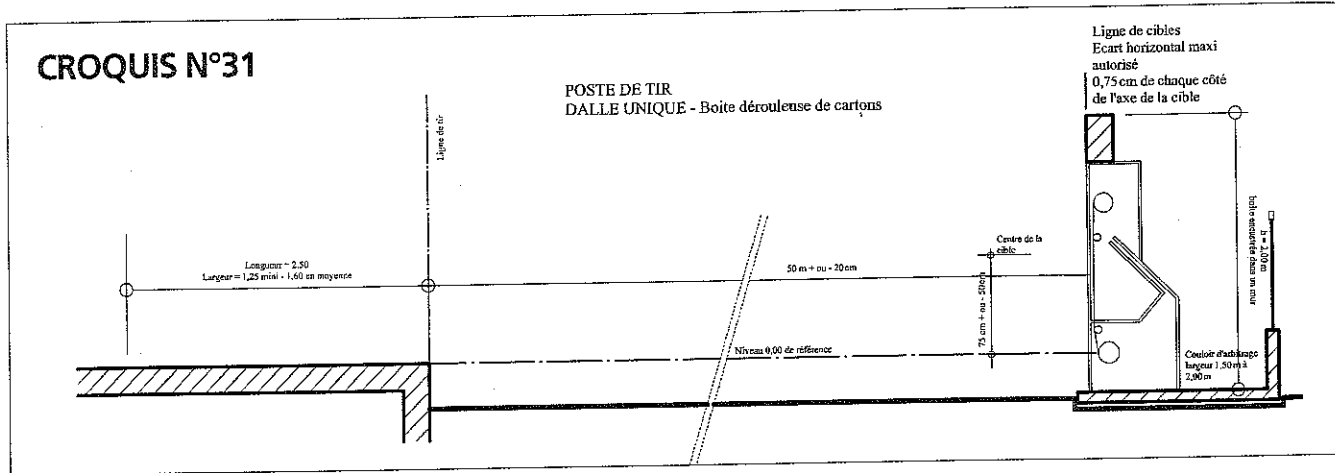 CROQUIS N°31
POSTE DE TIR
DALLE UNIQUE - Boite dérouleuse de cartons
Ligne de cibles
Ecart horizontal maxi
autorisé
0,75cm de chaque côté
de l'axe de la cible
Ligne de tir
Longueur = 2.50
Largeur = 1,25 mini - 1,60 en moyenne
50 m + ou - 20 cm
Centre de la
cible
75 cm + ou - 50cm
Niveau 0,00 de référence
boite encastrée dans un mur
h = 2,00 m
Couloir d'arbitrage
largeur 1,50 m à
2,00 m